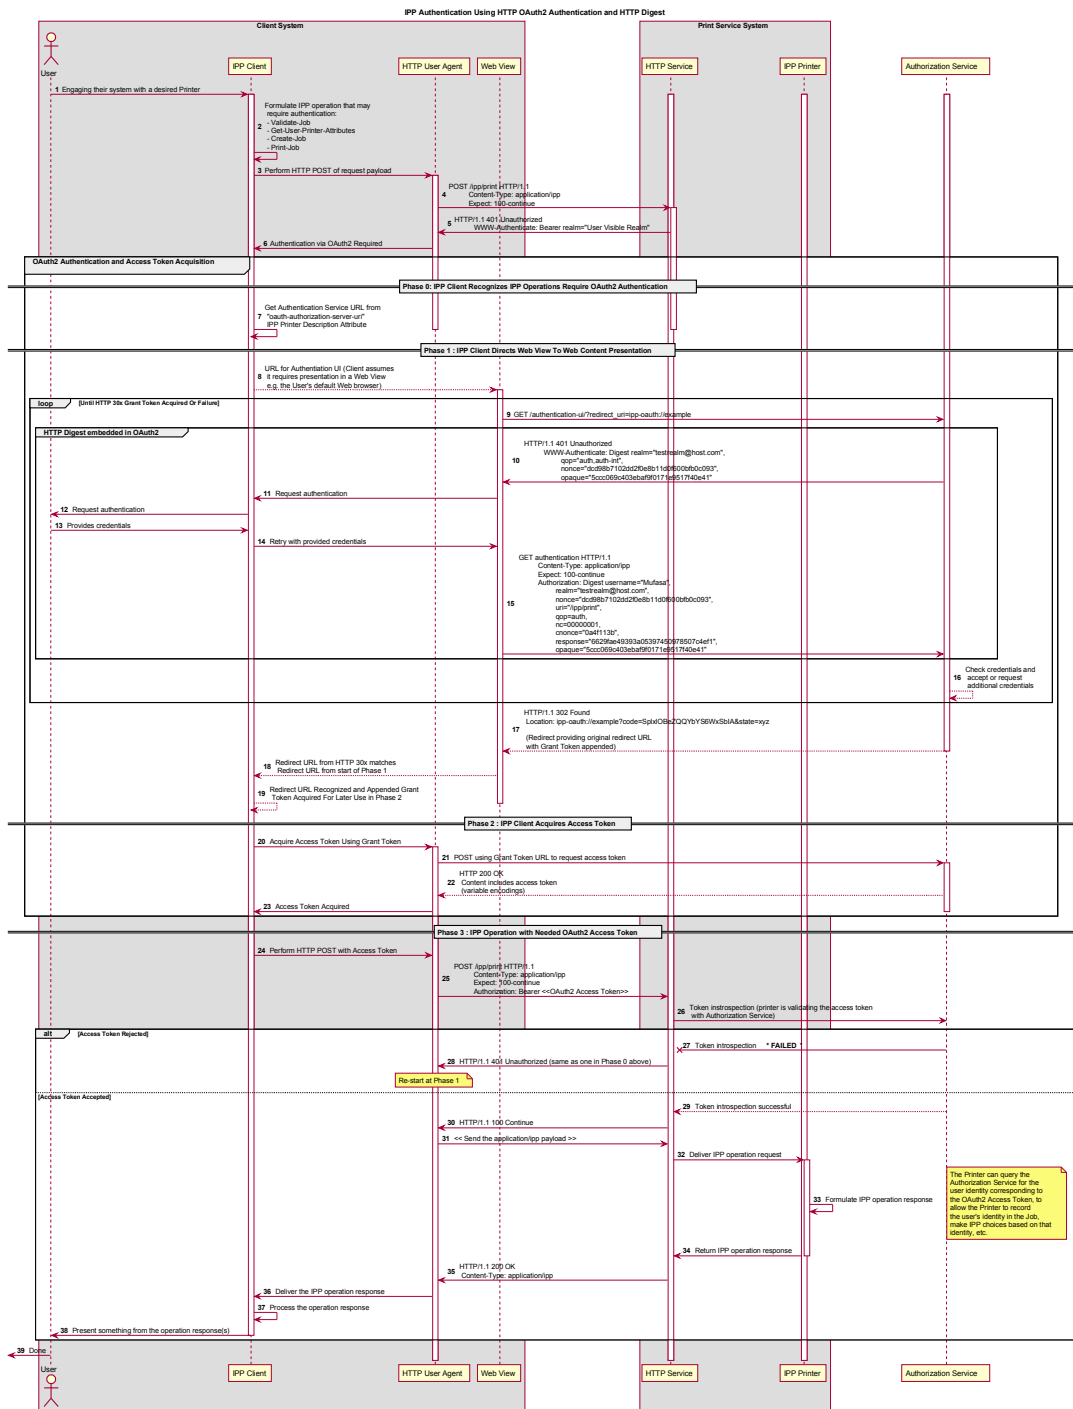 IPP Authentication Using HTTP OAuth2 Authentication and HTTP Digest
Client System
Print Service System
User
IPP Client
HTTP User Agent
Web View
HTTP Service
IPP Printer
Authorization Service
1 Engaging their system with a desired Printer
Formulate IPP operation that may
require authentication:
2 - Validate-Job
- Get-User-Printer-Attributes
- Create-Job
- Print-Job
3 Perform HTTP POST of request payload
POST /ipp/print HTTP/1.1
4 Content-Type: application/ipp
Expect: 100-continue
5 HTTP/1.1 401 Unauthorized
WWW-Authenticate: Bearer realm="User Visible Realm"
6 Authentication via OAuth2 Required
OAuth2 Authentication and Access Token Acquisition
Phase 0: IPP Client Recognizes IPP Operations Require OAuth2 Authentication
Get Authentication Service URL from
7 "oauth-authorization-server-uri"
IPP Printer Description Attribute
Phase 1 : IPP Client Directs Web View To Web Content Presentation
URL for Authentiation UI (Client assumes
8 it requires presentation in a Web View
e.g. the User's default Web browser)
loop [Until HTTP 30x Grant Token Acquired Or Failure]
9 GET /authentication-ui/?redirect_uri=ipp-oauth://example
HTTP Digest embedded in OAuth2
HTTP/1.1 401 Unauthorized
WWW-Authenticate: Digest realm="testrealm@host.com",
10 qop="auth,auth-int",
nonce="dcd98b7102dd2f0e8b11d0f600bfb0c093",
opaque="5ccc069c403ebaf9f0171e9517f40e41"
11 Request authentication
12 Request authentication
13 Provides credentials
14 Retry with provided credentials
GET authentication HTTP/1.1
Content-Type: application/ipp
Expect: 100-continue
Authorization: Digest username="Mufasa",
realm="testrealm@host.com",
nonce="dcd98b7102dd2f0e8b11d0f600bfb0c093",
15 uri="/ipp/print",
qop=auth,
nc=00000001,
cnonce="0a4f113b",
response="6629fae49393a05397450978507c4ef1",
opaque="5ccc069c403ebaf9f0171e9517f40e41"
Check credentials and
16 accept or request
additional credentials
HTTP/1.1 302 Found
Location: ipp-oauth://example?code=SplxlOBeZQQYbYS6WxSbIA&state=xyz
17
(Redirect providing original redirect URL
with Grant Token appended)
18 Redirect URL from HTTP 30x matches
Redirect URL from start of Phase 1
19 Redirect URL Recognized and Appended Grant
Token Acquired For Later Use in Phase 2
Phase 2 : IPP Client Acquires Access Token
20 Acquire Access Token Using Grant Token
21 POST using Grant Token URL to request access token
HTTP 200 OK
22 Content includes access token
(variable encodings)
23 Access Token Acquired
Phase 3 : IPP Operation with Needed OAuth2 Access Token
24 Perform HTTP POST with Access Token
POST /ipp/print HTTP/1.1
25 Content-Type: application/ipp
Expect: 100-continue
Authorization: Bearer <<OAuth2 Access Token>>
26 Token instrospection (printer is validating the access token
with Authorization Service)
alt [Access Token Rejected]
27 Token introspection * FAILED *
28 HTTP/1.1 401 Unauthorized (same as one in Phase 0 above)
Re-start at Phase 1
[Access Token Accepted]
29 Token introspection successful
30 HTTP/1.1 100 Continue
31 << Send the application/ipp payload >>
32 Deliver IPP operation request
The Printer can query the
Authorization Service for the
user identity corresponding to
the OAuth2 Access Token, to
allow the Printer to record
the user's identity in the Job,
make IPP choices based on that
identity, etc.
33 Formulate IPP operation response
34 Return IPP operation response
35 HTTP/1.1 200 OK
Content-Type: application/ipp
36 Deliver the IPP operation response
37 Process the operation response
38 Present something from the operation response(s)
39 Done
User
IPP Client
HTTP User Agent
Web View
HTTP Service
IPP Printer
Authorization Service